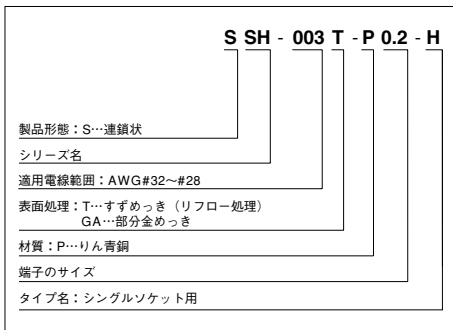 S SH - 003 T - P 0.2 - H
製品形態：S…連鎖状
シリーズ名
適用電線範囲：AWG#32～#28
表面処理：T…すずめっき（リフロー処理）
GA…部分金めっき
材質：P…りん青銅
端子のサイズ
タイプ名：シングルソケット用